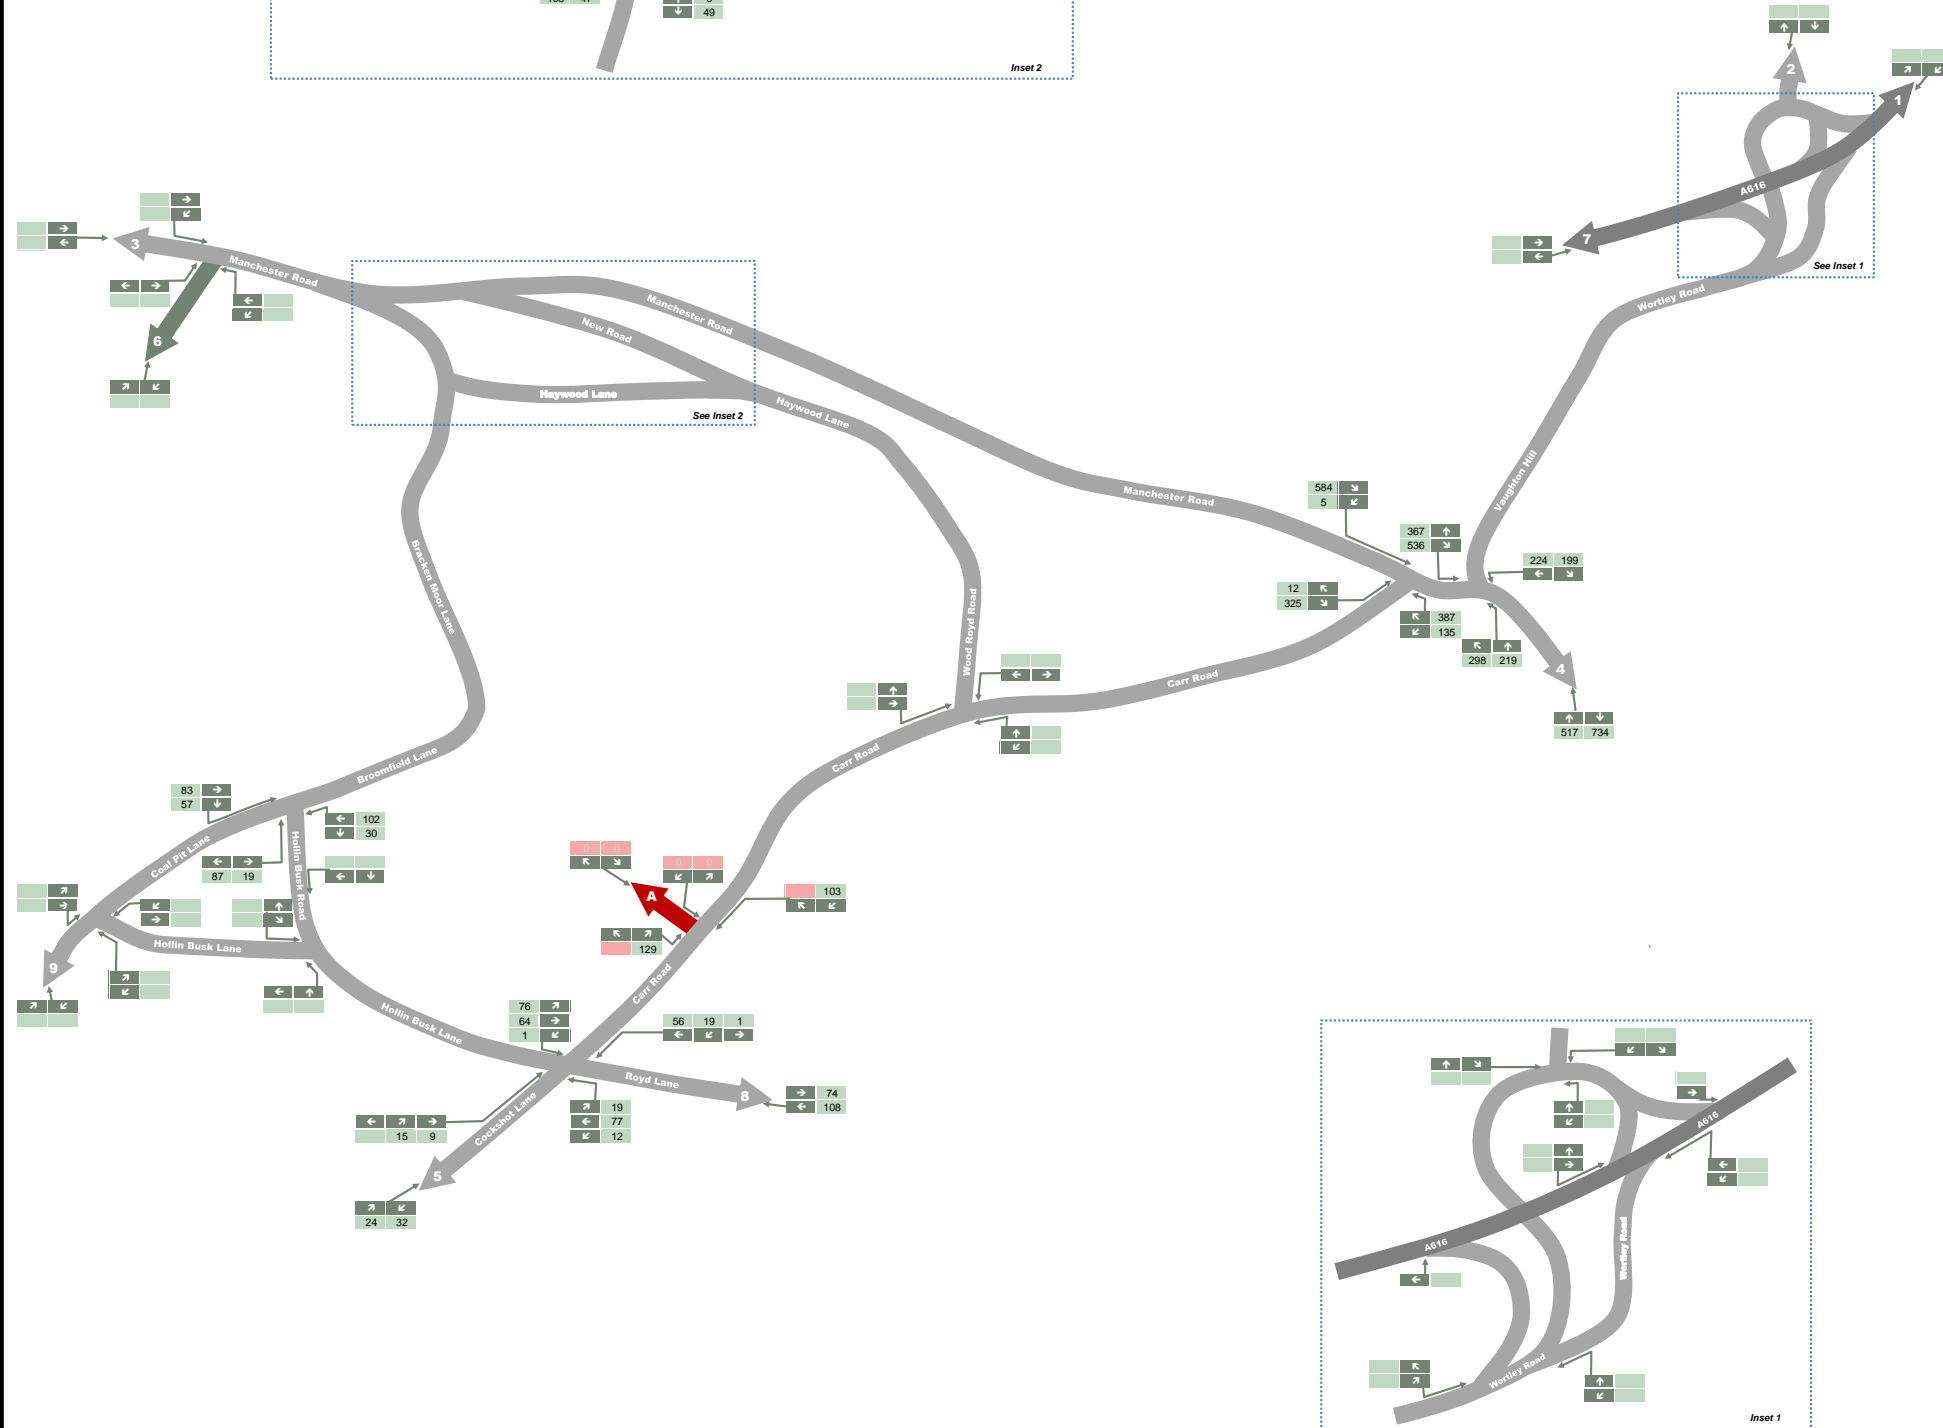 49
Inset 2
2
1
A616
7
See Inset 1
Wortley Road
3
Manchester Road
6
Manchester Road
New Road
Haywood Lane
See Inset 2
Haywood Lane
Manchester Road
Vaughton Hill
584
5
367
536
224 199
12
325
387
135
298 219
4
517 734
Bracken Moor Lane
Wood Royd Road
Carr Road
Carr Road
Broomfield Lane
83
57
102
30
Coal Pit Lane
Hollin Busk Road
87 19
0 0
0 0
A
103
129
Hollin Busk Lane
9
Carr Road
Hollin Busk Lane
76
64
1
56 19 1
Royd Lane
8
74
108
Cockshot Lane
19
77
12
15 9
5
24 32
A616
A616
Wortley Road
Wortley Road
Inset 1